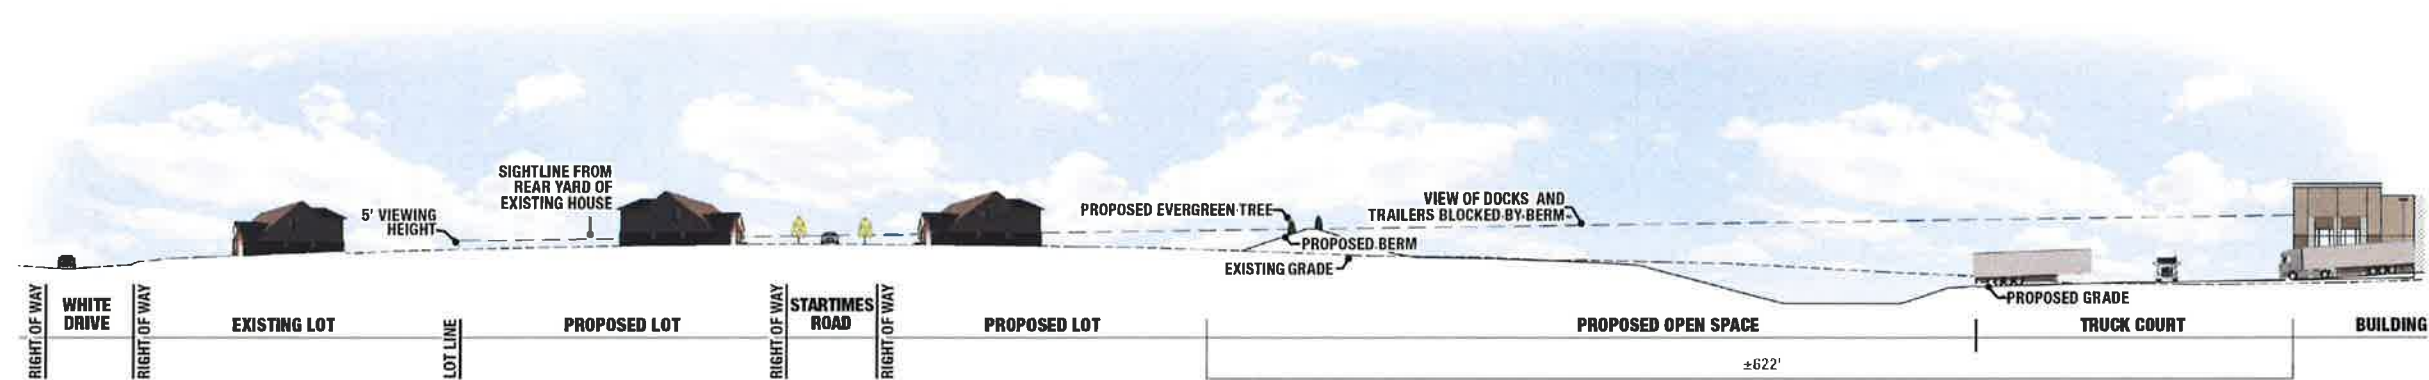 SIGHTLINE FROM
REAR YARD OF
EXISTING HOUSE
5' VIEWING
HEIGHT
PROPOSED EVERGREEN TREE
PROPOSED BERM
EXISTING GRADE
VIEW OF DOCKS AND
TRAILERS BLOCKED BY BERM
PROPOSED GRADE
RIGHT OF WAY
WHITE
DRIVE
RIGHT OF WAY
EXISTING LOT
LOT LINE
PROPOSED LOT
RIGHT OF WAY
STARTIMES
ROAD
RIGHT OF WAY
PROPOSED LOT
PROPOSED OPEN SPACE
TRUCK COURT
BUILDING
±622'